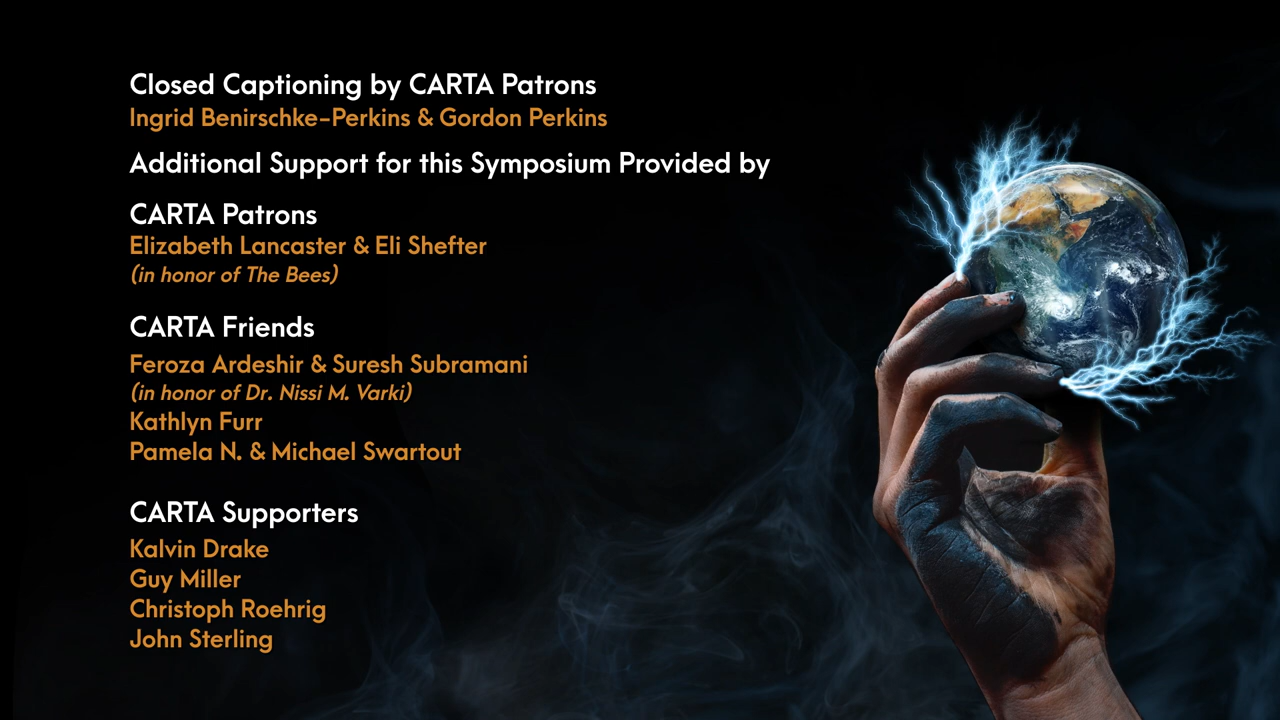 Closed Captioning by CARTA Patrons
Ingrid Benirschke-Perkins & Gordon Perkins
Additional Support for this Symposium Provided by
CARTA Patrons
Elizabeth Lancaster & Eli Shefter
(in honor of The Bees)
CARTA Friends
Feroza Ardeshir & Suresh Subramani
(in honor of Dr. Nissi M. Varki)
Kathlyn Furr
Pamela N. & Michael Swartout
CARTA Supporters
Kalvin Drake
Guy Miller
Christoph Roehrig
John Sterling